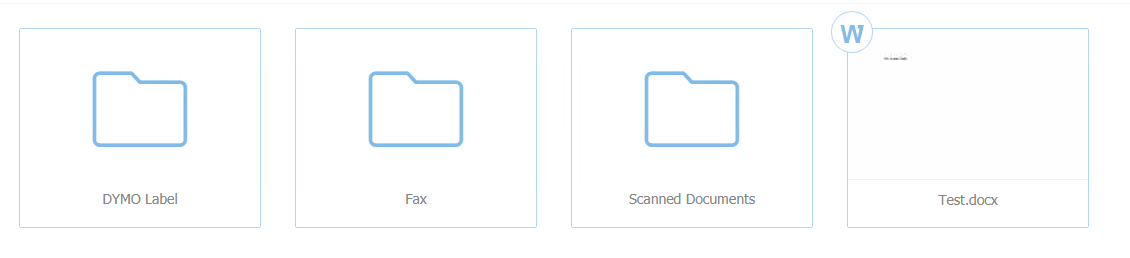 W
DYMO Label
Fax
Scanned Documents
Test.docx